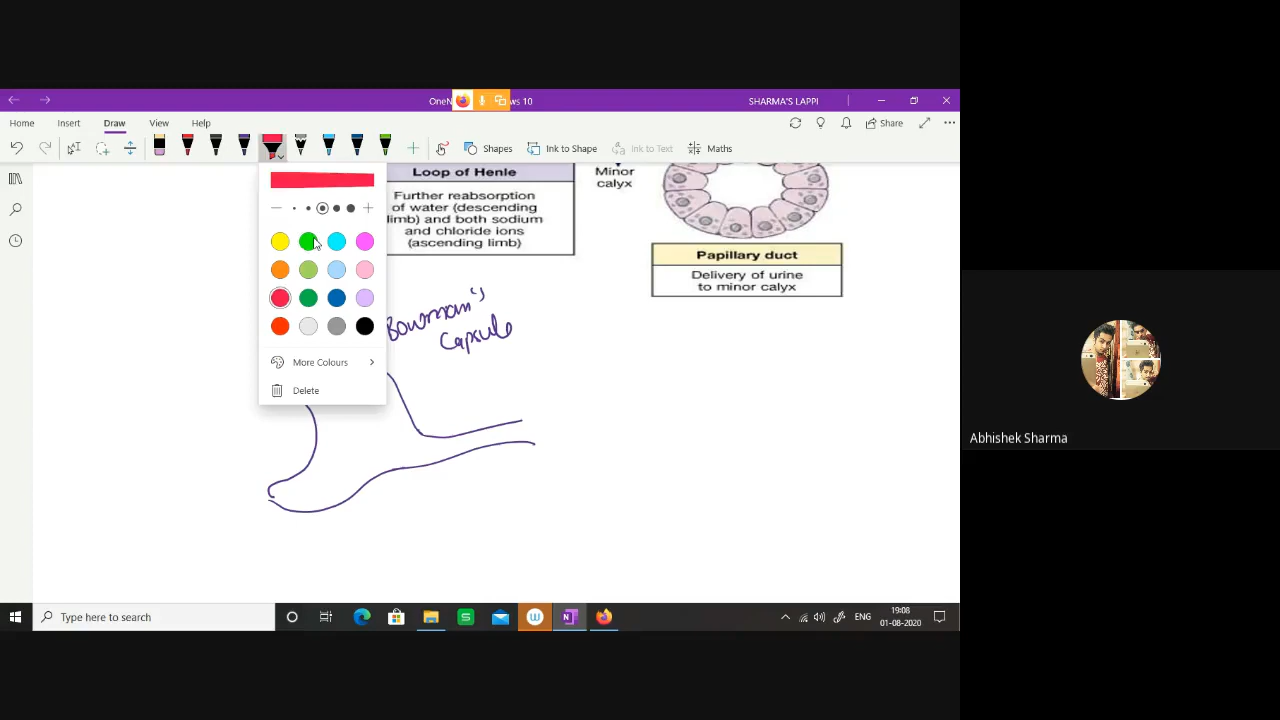 OneN
ws 10
SHARMA'S LAPPI
Home
Insert
Draw
View
Help
Share
Shapes
Ink to Shape
Ink to Text
Maths
Loop of Henle
Further reabsorption
of water (descending
limb) and both sodium
and chloride ions
(ascending limb)
Minor
calyx
Papillary duct
Delivery of urine
to minor calyx
Bowman's
Capsule
More Colours
Delete
Abhishek Sharma
Type here to search
ENG
19:08
01-08-2020